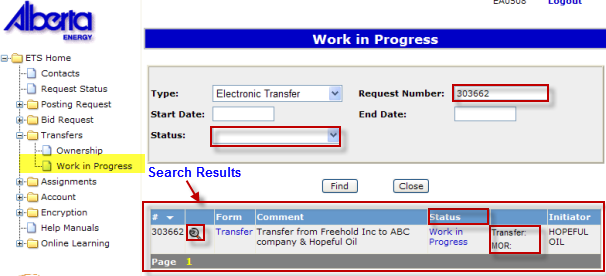 EA0508 Logout
Alberta
ENERGY
ETS Home
Contacts
Request Status
Posting Request
Bid Request
Transfers
Ownership
Work in Progress
Assignments
Account
Encryption
Help Manuals
Online Learning
Work in Progress
Type: Electronic Transfer Request Number: 303662
Start Date: End Date:
Status:
Search Results
Find Close
# Form Comment Status Initiator
303662 Transfer Transfer from Freehold Inc to ABC Work in Transfer: HOPEFUL
company & Hopeful Oil Progress MOR: OIL
Page 1